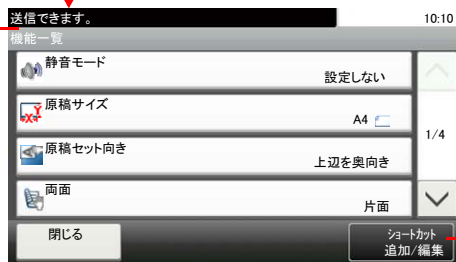 送信できます。
10:10
機能一覧
静音モード
設定しない
原稿サイズ
A4
1/4
原稿セット向き
上辺を奥向き
両面
片面
閉じる
ショートカット
追加/編集